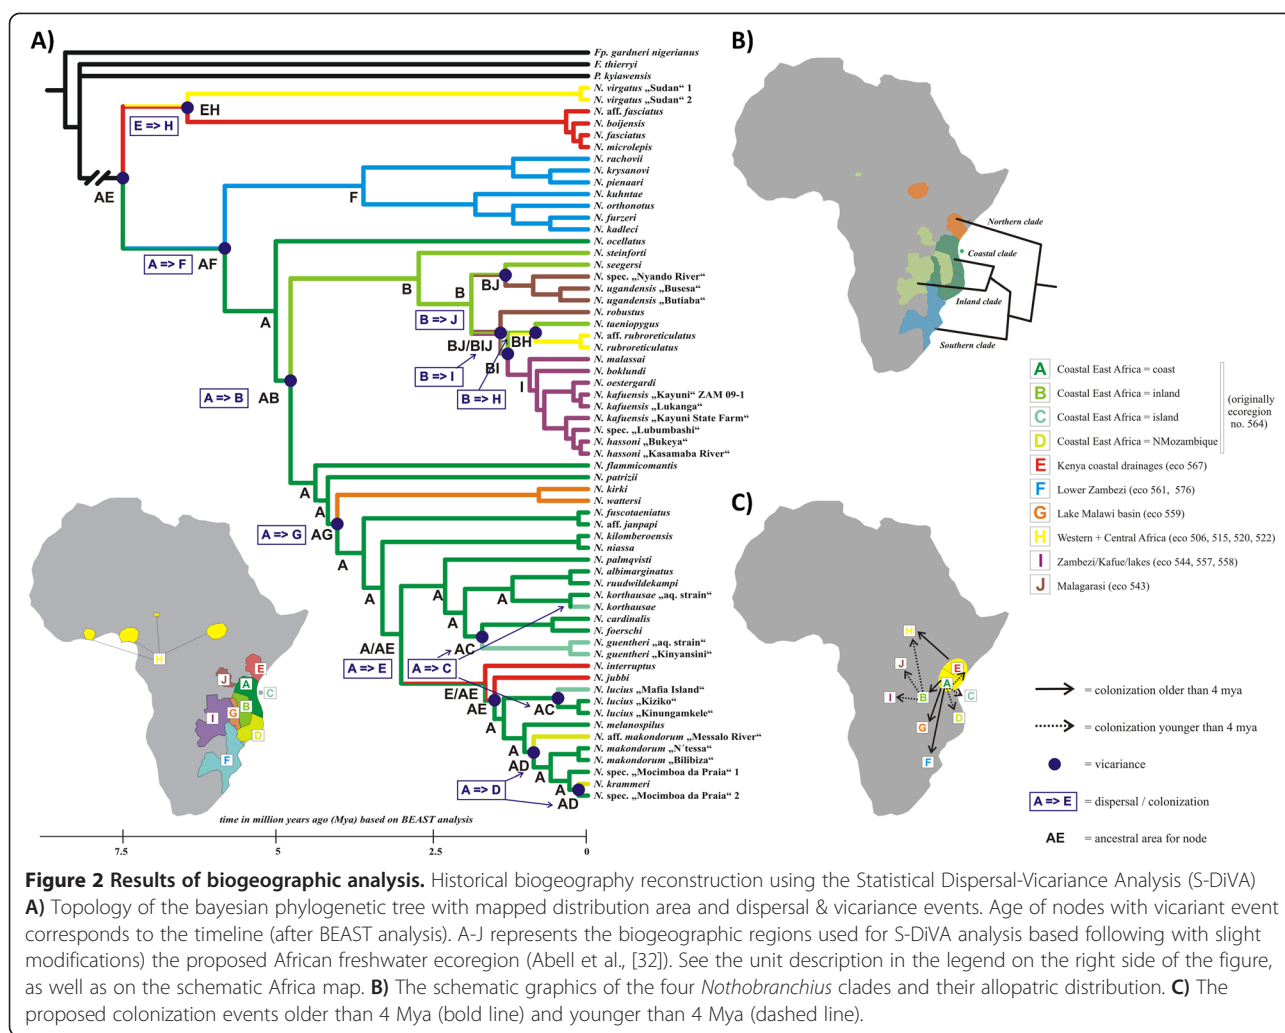 A)
Fp. gardneri nigerianus
F. thierryi
P. kyiawensis
N. virgatus „Sudan“ 1
N. virgatus „Sudan“ 2
N. aff. fasciatus
N. boijensis
N. fasciatus
N. microlepis
N. rachovii
N. krysanovi
N. pienaari
N. kuhntae
N. orthonotus
N. furzeri
N. kadleci
N. ocellatus
N. steinforti
N. seegersi
N. spec. „Nyando River“
N. ugandensis „Busesa“
N. ugandensis „Butiaba“
N. robustus
N. taeniopygus
N. aff. rubroreticulatus
N. rubroreticulatus
N. malassai
N. boklundi
N. oestergardi
N. kafuensis „Kayuni“ ZAM 09-1
N. kafuensis „Lukanga“
N. kafuensis „Kayuni State Farm“
N. spec. „Lubumbashi“
N. hassoni „Bukeya“
N. hassoni „Kasamaba River“
N. flammicomantis
N. patrizii
N. kirki
N. wattersi
N. fuscotaeniatus
N. aff. janpapi
N. kilomberoensis
N. niassa
N. palmqvisti
N. albimarginatus
N. ruudwildekampi
N. korthausae „aq. strain“
N. korthausae
N. cardinalis
N. foerschi
N. guentheri „aq. strain“
N. guentheri „Kinyansini“
N. interruptus
N. jubbi
N. lucius „Mafia Island“
N. lucius „Kiziko“
N. lucius „Kinungamkele“
N. melanospilus
N. aff. makondorum „Messalo River“
N. makondorum „N´tessa“
N. makondorum „Bilibiza“
N. spec. „Mocimboa da Praia“ 1
N. krammeri
N. spec. „Mocimboa da Praia“ 2
EH
E => H
AE
F
A => F
AF
A
B
B
BJ
B => J
BJ/BIJ
BH
BI
B => I
B => H
I
A => B
AB
A
A
A => G
AG
A
A
A
A
A
A
A/AE
A => E
A => C
AC
E/AE
AE
AC
A
A
AD
A
A => D
A
AD
H
E
J
A
C
I
G
B
D
F
time in million years ago (Mya) based on BEAST analysis
7.5
5
2.5
0
B)
Northern clade
Coastal clade
Inland clade
Southern clade
A Coastal East Africa = coast
B Coastal East Africa = inland
C Coastal East Africa = island
D Coastal East Africa = NMozambique
(originally
ecoregion
no. 564)
E Kenya coastal drainages (eco 567)
F Lower Zambezi (eco 561, 576)
G Lake Malawi basin (eco 559)
H Western + Central Africa (eco 506, 515, 520, 522)
I Zambezi/Kafue/lakes (eco 544, 557, 558)
J Malagarasi (eco 543)
C)
H
E
J
A
I
B
C
D
G
F
= colonization older than 4 mya
= colonization younger than 4 mya
= vicariance
A => E = dispersal / colonization
AE = ancestral area for node
Figure 2 Results of biogeographic analysis. Historical biogeography reconstruction using the Statistical Dispersal-Vicariance Analysis (S-DiVA)
A) Topology of the bayesian phylogenetic tree with mapped distribution area and dispersal & vicariance events. Age of nodes with vicariant event
corresponds to the timeline (after BEAST analysis). A-J represents the biogeographic regions used for S-DiVA analysis based following with slight
modifications) the proposed African freshwater ecoregion (Abell et al., [32]). See the unit description in the legend on the right side of the figure,
as well as on the schematic Africa map. B) The schematic graphics of the four Nothobranchius clades and their allopatric distribution. C) The
proposed colonization events older than 4 Mya (bold line) and younger than 4 Mya (dashed line).